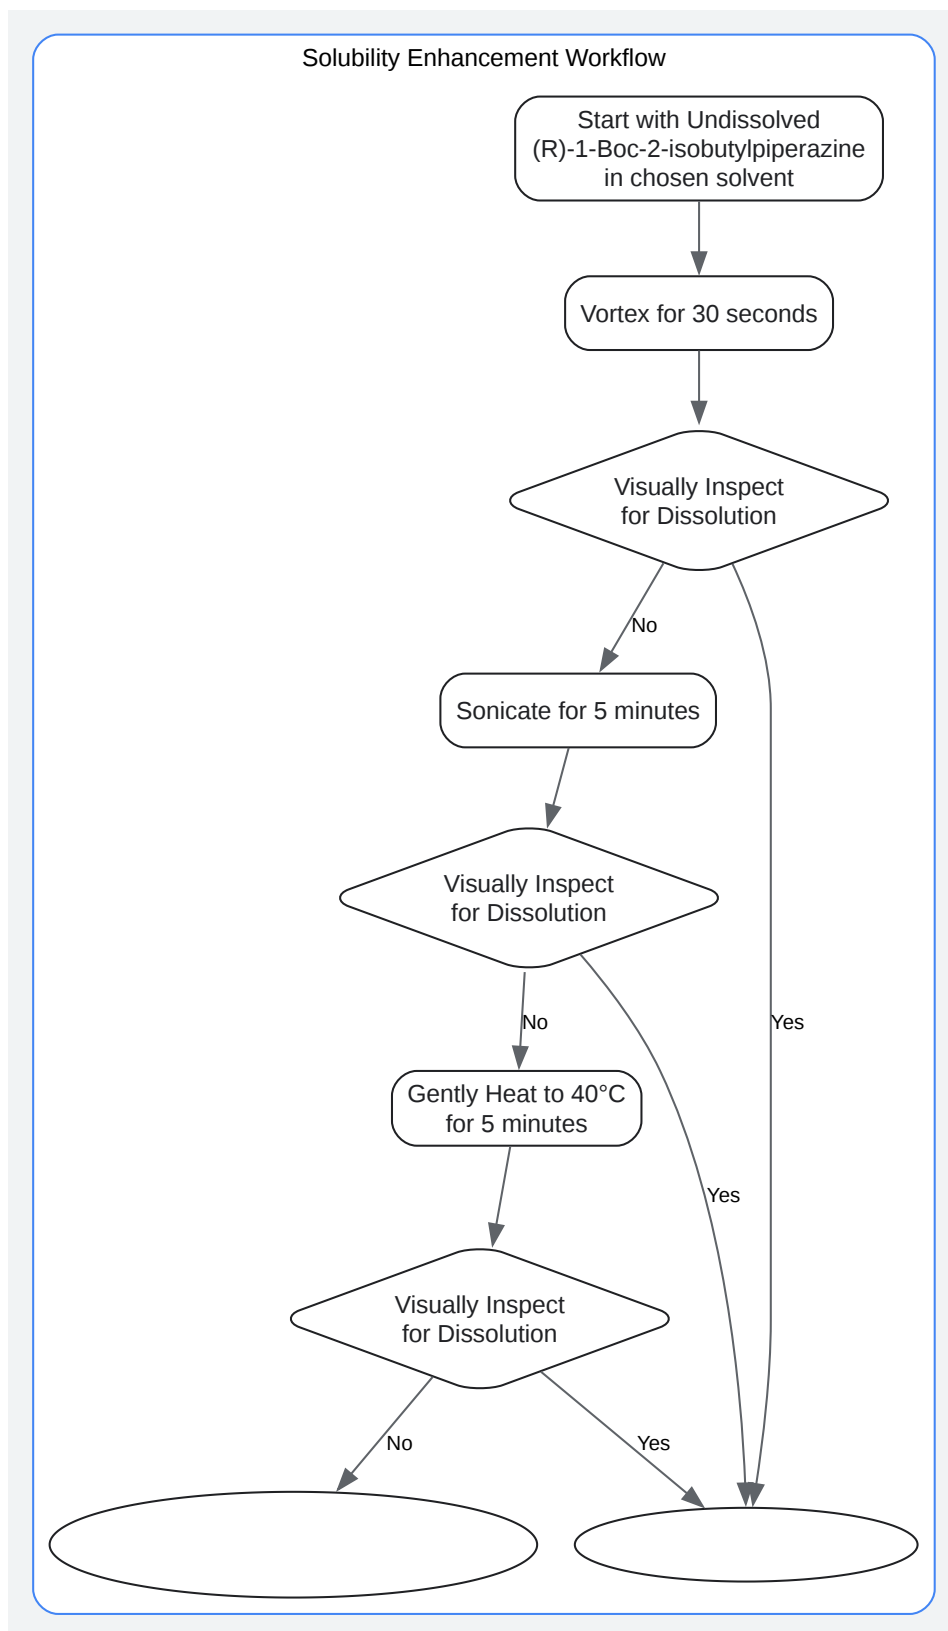 Solubility Enhancement Workflow
Start with Undissolved
(R)-1-Boc-2-isobutylpiperazine
in chosen solvent
Vortex for 30 seconds
Visually Inspect
for Dissolution
No
Sonicate for 5 minutes
Visually Inspect
for Dissolution
No
Yes
Gently Heat to 40°C
for 5 minutes
Yes
Visually Inspect
for Dissolution
No
Yes